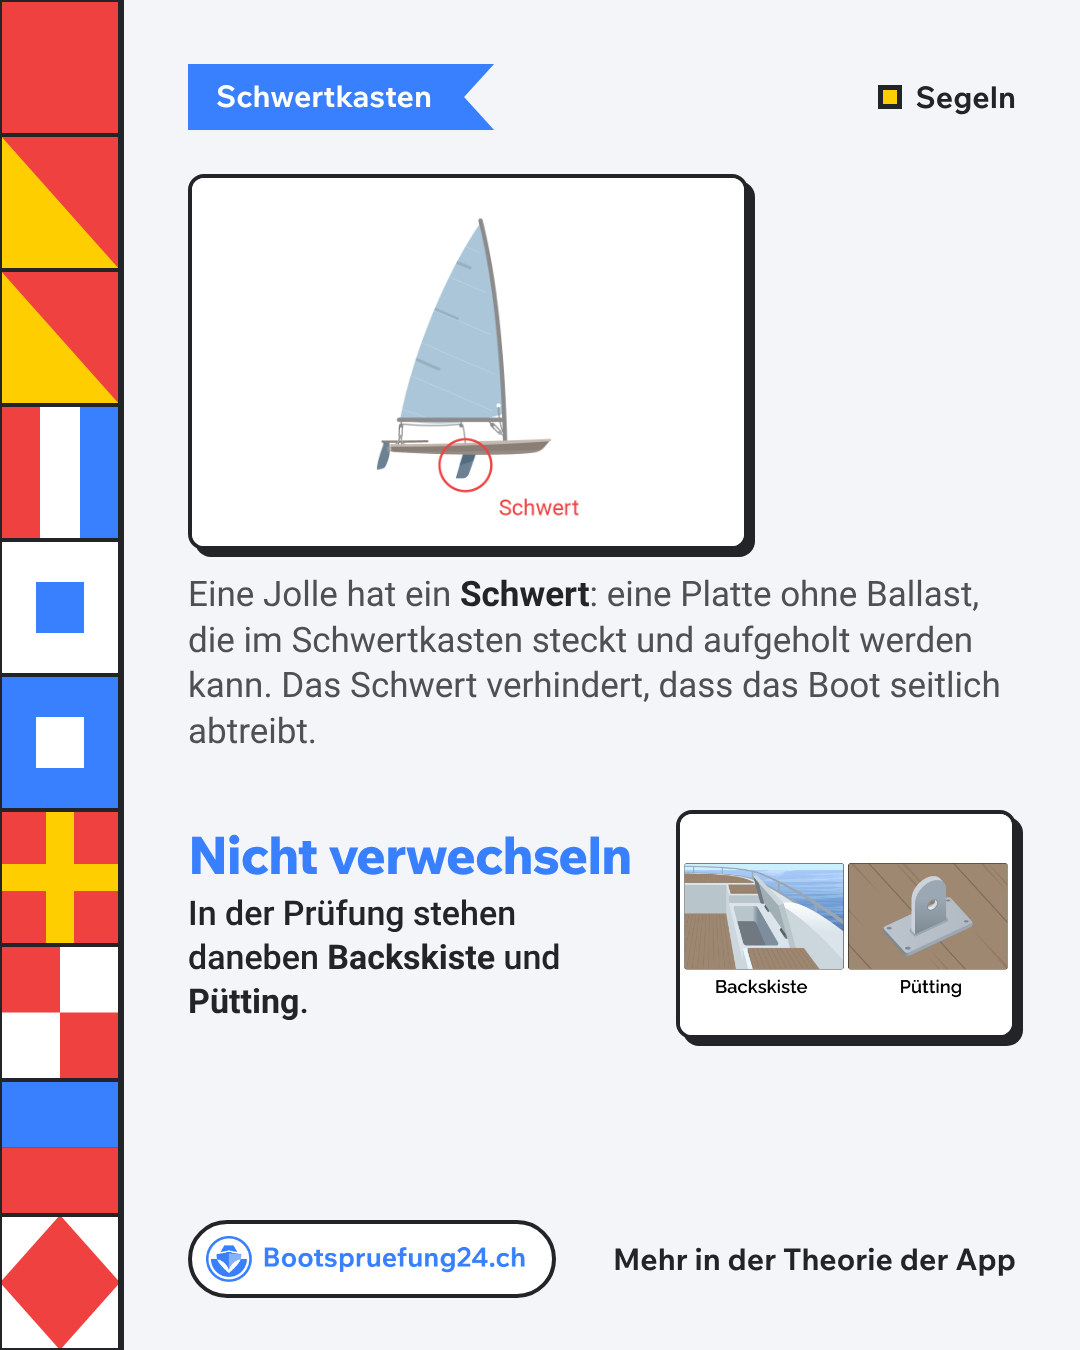 Schwertkasten
Segeln
Schwert
Eine Jolle hat ein Schwert: eine Platte ohne Ballast,
die im Schwertkasten steckt und aufgeholt werden
kann. Das Schwert verhindert, dass das Boot seitlich
abtreibt.
Nicht verwechseln
In der Prüfung stehen
daneben Backskiste und
Pütting.
Backskiste
Pütting
Bootspruefung24.ch
Mehr in der Theorie der App